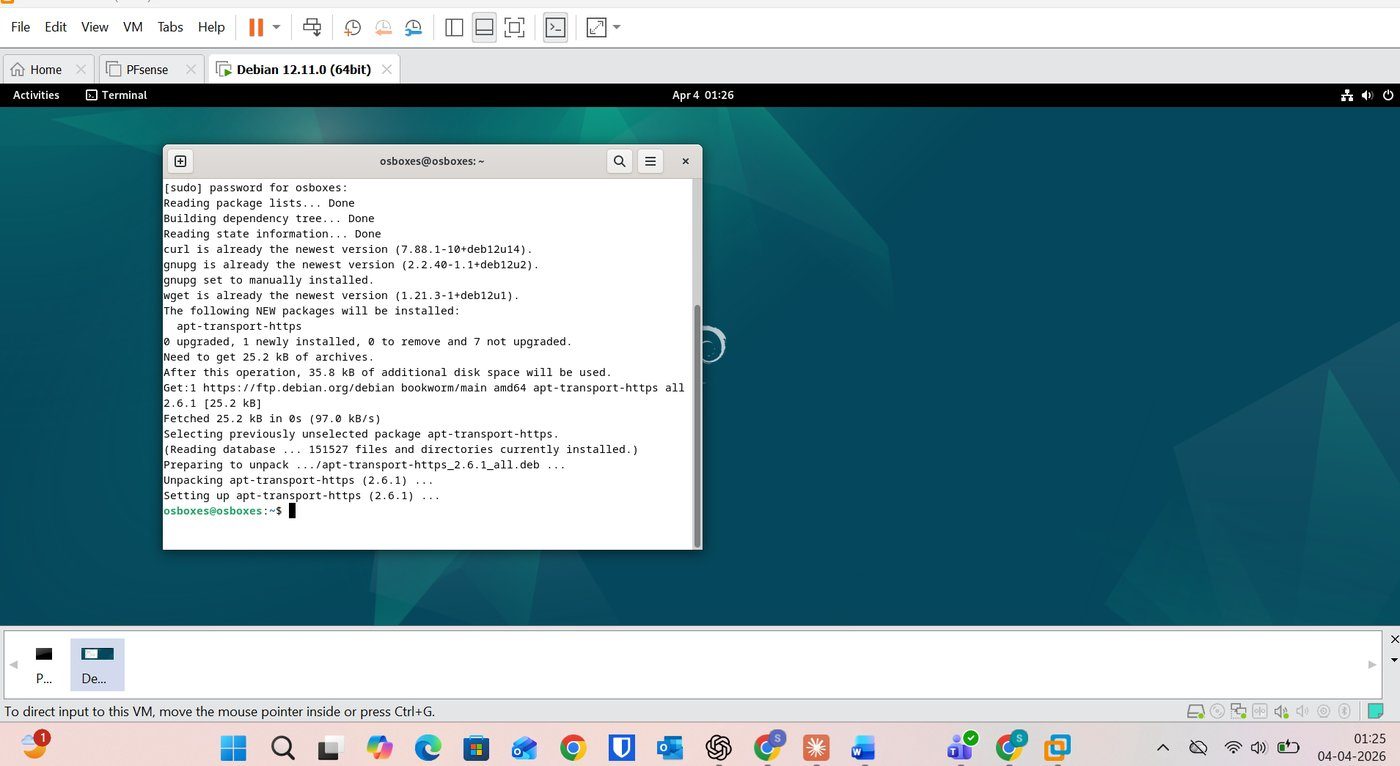 File Edit View VM Tabs Help
Home PFsense Debian 12.11.0 (64bit)
Activities Terminal Apr 4 01:26
osboxes@osboxes: ~
[sudo] password for osboxes:
Reading package lists... Done
Building dependency tree... Done
Reading state information... Done
curl is already the newest version (7.88.1-10+deb12u14).
gnupg is already the newest version (2.2.40-1.1+deb12u2).
gnupg set to manually installed.
wget is already the newest version (1.21.3-1+deb12u1).
The following NEW packages will be installed:
  apt-transport-https
0 upgraded, 1 newly installed, 0 to remove and 7 not upgraded.
Need to get 25.2 kB of archives.
After this operation, 35.8 kB of additional disk space will be used.
Get:1 https://ftp.debian.org/debian bookworm/main amd64 apt-transport-https all
2.6.1 [25.2 kB]
Fetched 25.2 kB in 0s (97.0 kB/s)
Selecting previously unselected package apt-transport-https.
(Reading database ... 151527 files and directories currently installed.)
Preparing to unpack .../apt-transport-https_2.6.1_all.deb ...
Unpacking apt-transport-https (2.6.1) ...
Setting up apt-transport-https (2.6.1) ...
osboxes@osboxes:~$
P... De...
To direct input to this VM, move the mouse pointer inside or press Ctrl+G.
1
S
S
01:25
04-04-2026